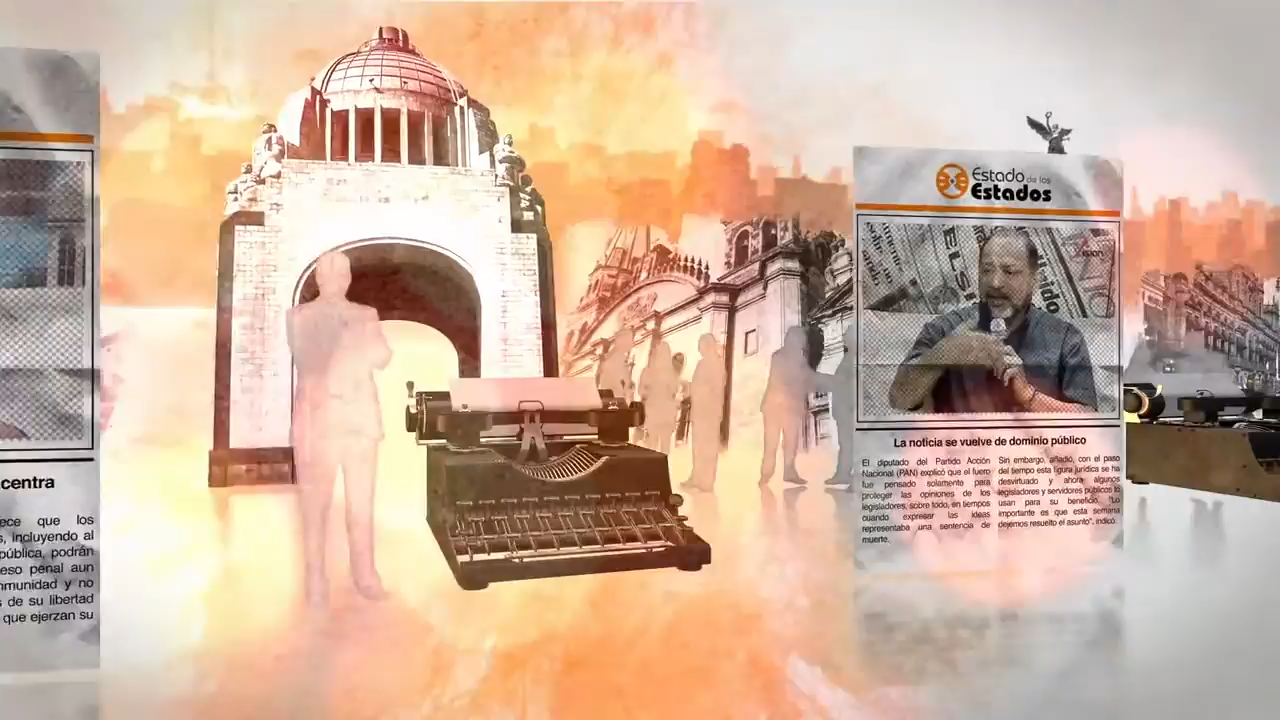 centra
ece que los
s, incluyendo al
pública, podrán
eso penal aun
nmunidad y no
s de su libertad
que ejerzan su
Estado de los
Estados
La noticia se vuelve de dominio público
El diputado del Partido Acción
Nacional (PAN) explicó que el fuero
fue pensado solamente para
proteger las opiniones de los
legisladores, sobre todo, en tiempos
cuando expresar las ideas
representaba una sentencia de
muerte.
Sin embargo, añadió, con el paso
del tiempo esta figura jurídica se ha
desvirtuado y ahora algunos
legisladores y servidores públicos lo
usan para su beneficio. "Lo
importante es que esta semana
dejemos resuelto el asunto", indicó.